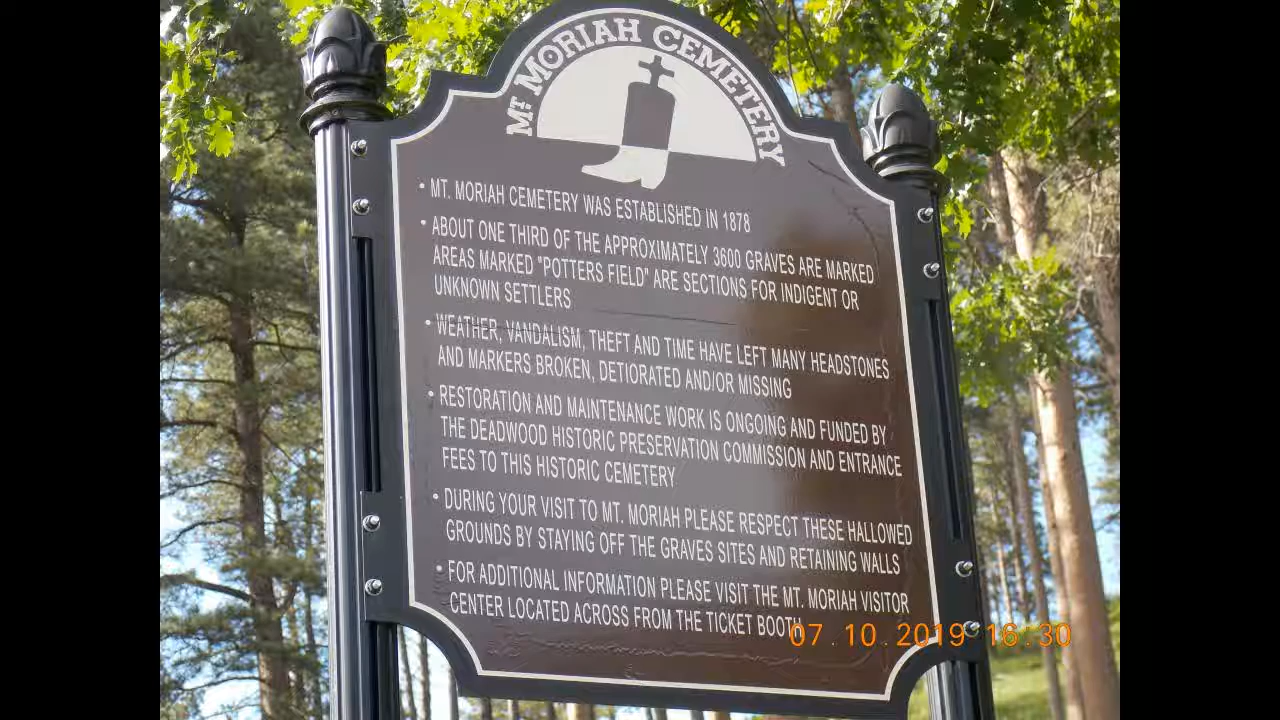 MT MORIAH CEMETERY
• MT. MORIAH CEMETERY WAS ESTABLISHED IN 1878
• ABOUT ONE THIRD OF THE APPROXIMATELY 3600 GRAVES ARE MARKED
AREAS MARKED "POTTERS FIELD" ARE SECTIONS FOR INDIGENT OR
UNKNOWN SETTLERS
• WEATHER, VANDALISM, THEFT AND TIME HAVE LEFT MANY HEADSTONES
AND MARKERS BROKEN, DETIORATED AND/OR MISSING
• RESTORATION AND MAINTENANCE WORK IS ONGOING AND FUNDED BY
THE DEADWOOD HISTORIC PRESERVATION COMMISSION AND ENTRANCE
FEES TO THIS HISTORIC CEMETERY
• DURING YOUR VISIT TO MT. MORIAH PLEASE RESPECT THESE HALLOWED
GROUNDS BY STAYING OFF THE GRAVES SITES AND RETAINING WALLS
• FOR ADDITIONAL INFORMATION PLEASE VISIT THE MT. MORIAH VISITOR
CENTER LOCATED ACROSS FROM THE TICKET BOOTH
07.10.2019 16:30